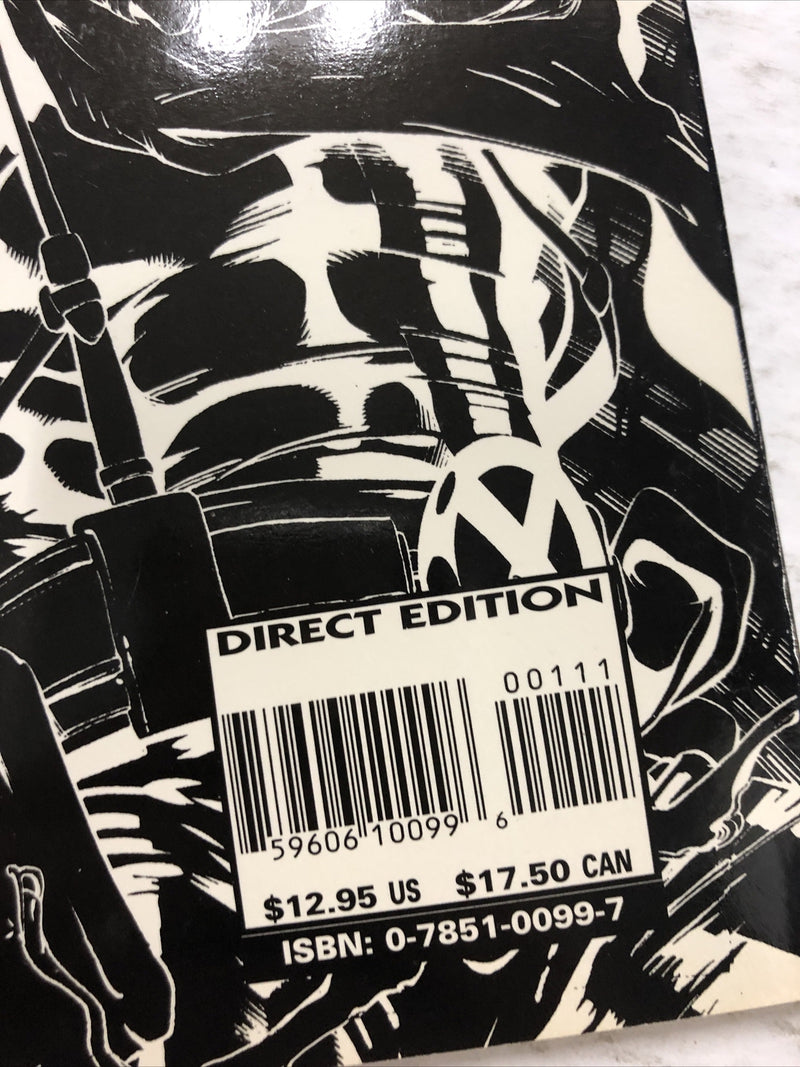 DIRECT EDITION
00111
59606 10099 6
$12.95 US $17.50 CAN
ISBN: 0-7851-0099-7